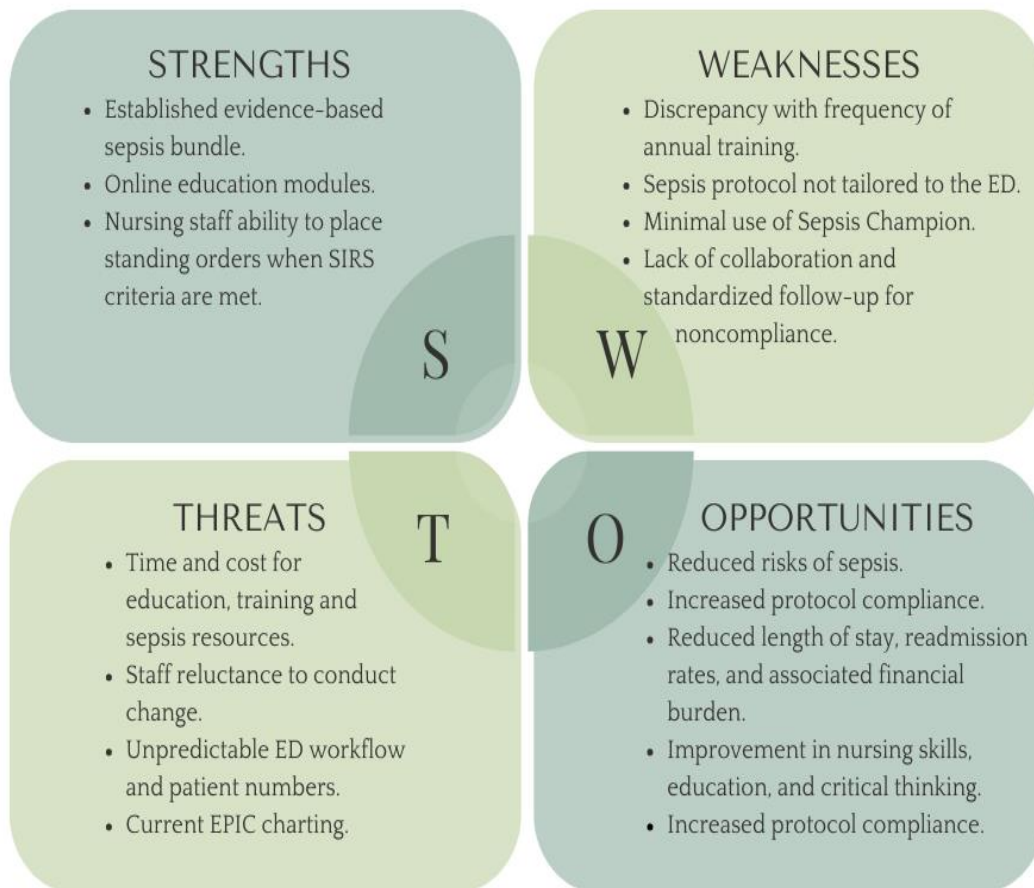 STRENGTHS
• Established evidence-based
sepsis bundle.
• Online education modules.
• Nursing staff ability to place
standing orders when SIRS
criteria are met.
S
WEAKNESSES
• Discrepancy with frequency of
annual training.
• Sepsis protocol not tailored to the ED.
• Minimal use of Sepsis Champion.
• Lack of collaboration and
standardized follow-up for
noncompliance.
W
THREATS
• Time and cost for
education, training and
sepsis resources.
• Staff reluctance to conduct
change.
• Unpredictable ED workflow
and patient numbers.
• Current EPIC charting.
T
OPPORTUNITIES
• Reduced risks of sepsis.
• Increased protocol compliance.
• Reduced length of stay, readmission
rates, and associated financial
burden.
• Improvement in nursing skills,
education, and critical thinking.
• Increased protocol compliance.
O